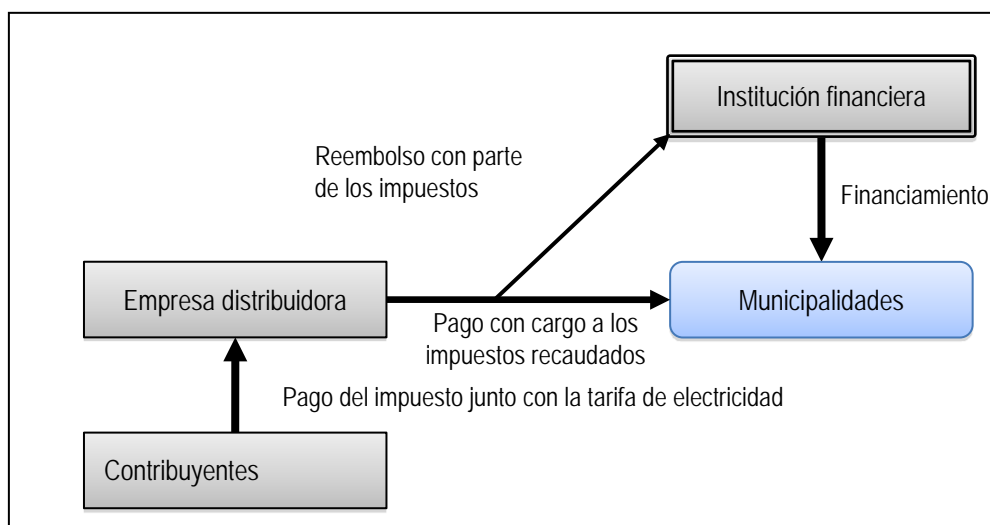 Institución financiera
Reembolso con parte
de los impuestos
Financiamiento
Empresa distribuidora
Municipalidades
Pago con cargo a los
impuestos recaudados
Pago del impuesto junto con la tarifa de electricidad
Contribuyentes